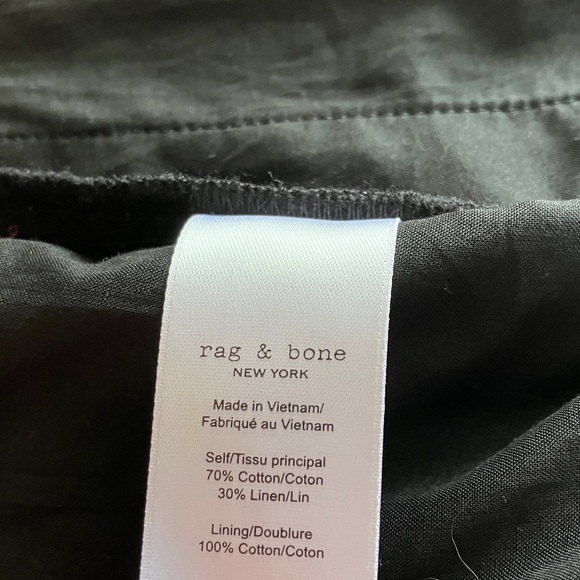 rag & bone
NEW YORK
Made in Vietnam/
Fabriqué au Vietnam
Self/Tissu principal
70% Cotton/Coton
30% Linen/Lin
Lining/Doublure
100% Cotton/Coton